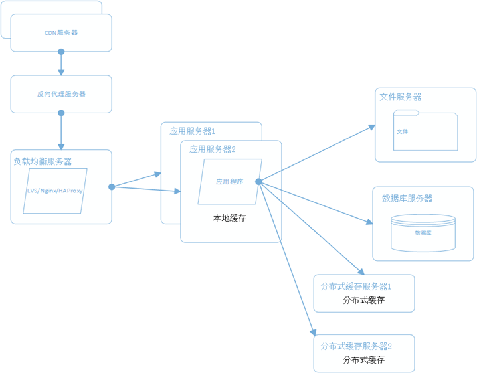 CDN服务器
反向代理服务器
负载均衡服务器
LVS/Nginx/HAProxy
应用服务器1
应用服务器2
应用程序
本地缓存
文件服务器
文件
数据库服务器
数据库
分布式缓存服务器1
分布式缓存
分布式缓存服务器2
分布式缓存